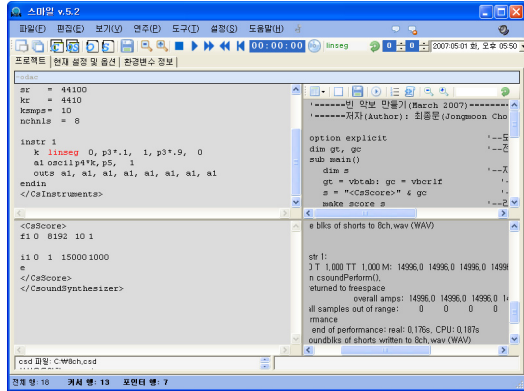 스마일 v.5.2
파일(F) 편집(E) 보기(V) 연주(P) 도구(T) 설정(S) 도움말(H)
00:00:00 linseg 0 ÷ 0 ÷ 2007-05-01 화, 오후 05:50
프로젝트 현재 설정 및 옵션 환경변수 정보
-odac
sr = 44100
kr = 4410
ksmps= 10
nchnls = 8
instr 1
k linseg 0, p3*.1, 1, p3*.9, 0
a1 oscil p4*k, p5, 1
outs a1, a1, a1, a1, a1, a1, a1, a1
endin
</CsInstruments>
'======빈 악보 만들기(March 2007)========
'======저자(Author): 최종문(Jongmoon Cho
option explicit
dim gt, gc
sub main()
dim s
gt = vbtab: gc = vbcrlf
s = "<CsScore>" & gc
make score s
<CsScore>
f1 0 8192 10 1
i1 0 1 15000 1000
e
</CsScore>
</CsoundSynthesizer>
e blks of shorts to 8ch.wav (WAV)
str 1:
T 1,000 TT 1,000 M: 14996,0 14996,0 14996,0 1499
n csoundPerform().
returned to freespace
overall amps: 14996,0 14996,0
all samples out of range: 0 0 0
rmance
end of performance: real: 0,176s, CPU: 0,187s
oundblks of shorts written to 8ch.wav (WAV)
csd 파일: C:₩8ch.csd
전체 행: 18 커서 행: 13 포인터 행: 7